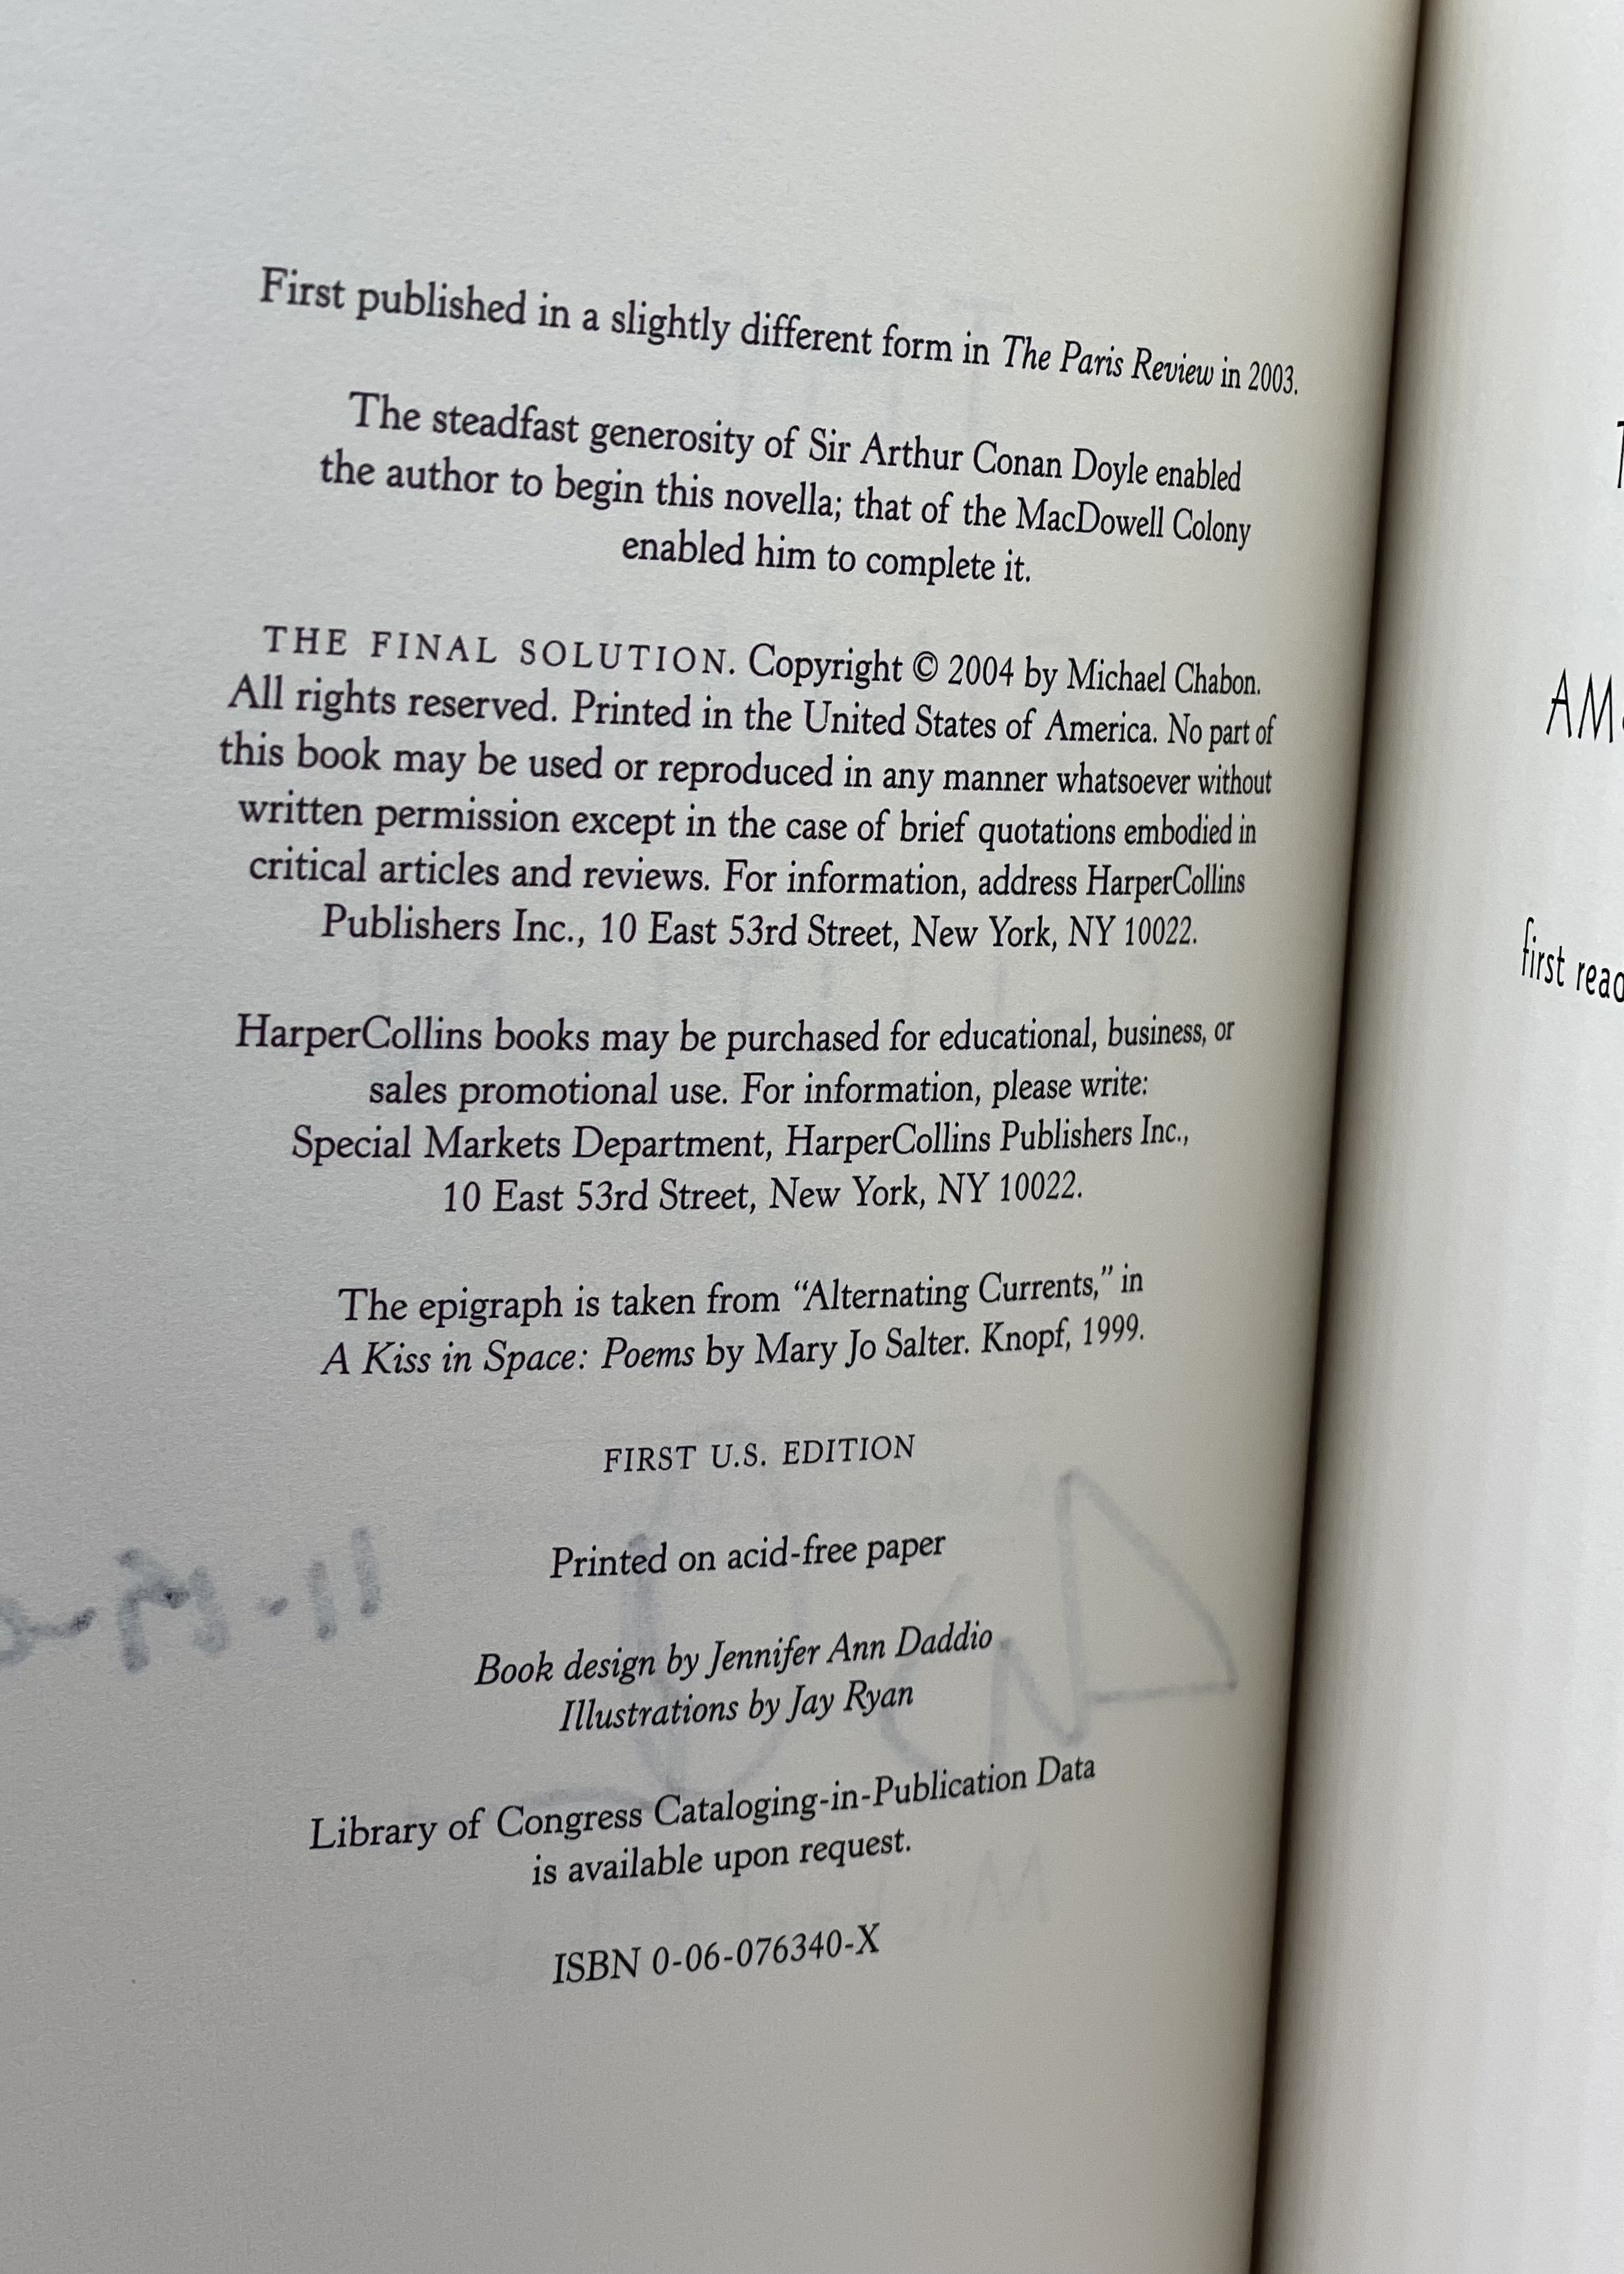 First published in a slightly different form in The Paris Review in 2003.
The steadfast generosity of Sir Arthur Conan Doyle enabled
the author to begin this novella; that of the MacDowell Colony
enabled him to complete it.
THE FINAL SOLUTION. Copyright © 2004 by Michael Chabon.
All rights reserved. Printed in the United States of America. No part of
this book may be used or reproduced in any manner whatsoever without
written permission except in the case of brief quotations embodied in
critical articles and reviews. For information, address HarperCollins
Publishers Inc., 10 East 53rd Street, New York, NY 10022.
HarperCollins books may be purchased for educational, business, or
sales promotional use. For information, please write:
Special Markets Department, HarperCollins Publishers Inc.,
10 East 53rd Street, New York, NY 10022.
The epigraph is taken from “Alternating Currents,” in
A Kiss in Space: Poems by Mary Jo Salter. Knopf, 1999.
FIRST U.S. EDITION
Printed on acid-free paper
Book design by Jennifer Ann Daddio
Illustrations by Jay Ryan
Library of Congress Cataloging-in-Publication Data
is available upon request.
ISBN 0-06-076340-X
first